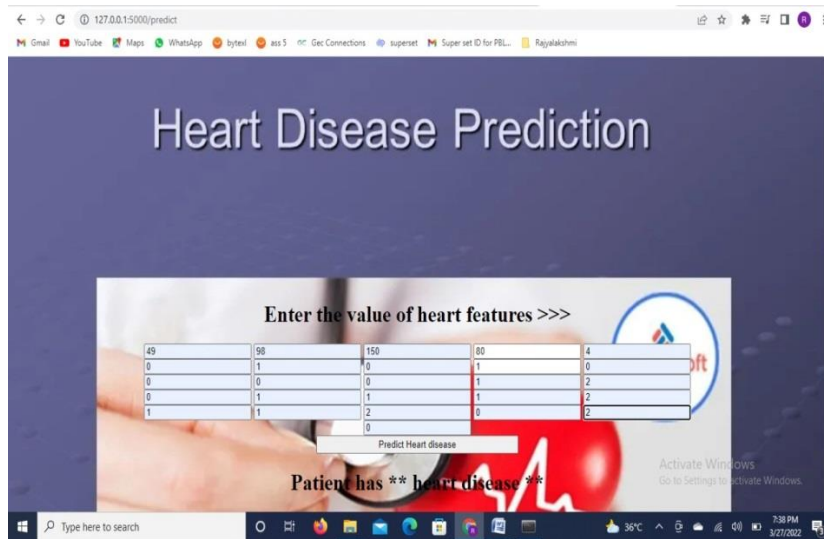 127.0.0.1:5000/predict
R
Gmail YouTube Maps WhatsApp bytexl ass 5 Gec Connections superset Super set ID for PBL... Rajyalakshmi
Heart Disease Prediction
Enter the value of heart features >>>
49 98 150 80 4
0 1 0 1 0
0 0 0 1 2
0 1 1 1 2
1 1 2 0 2
0
Predict Heart disease
Patient has ** heart disease **
oft
Activate Windows
Go to Settings to activate Windows.
Type here to search
36°C
7:38 PM
3/27/2022